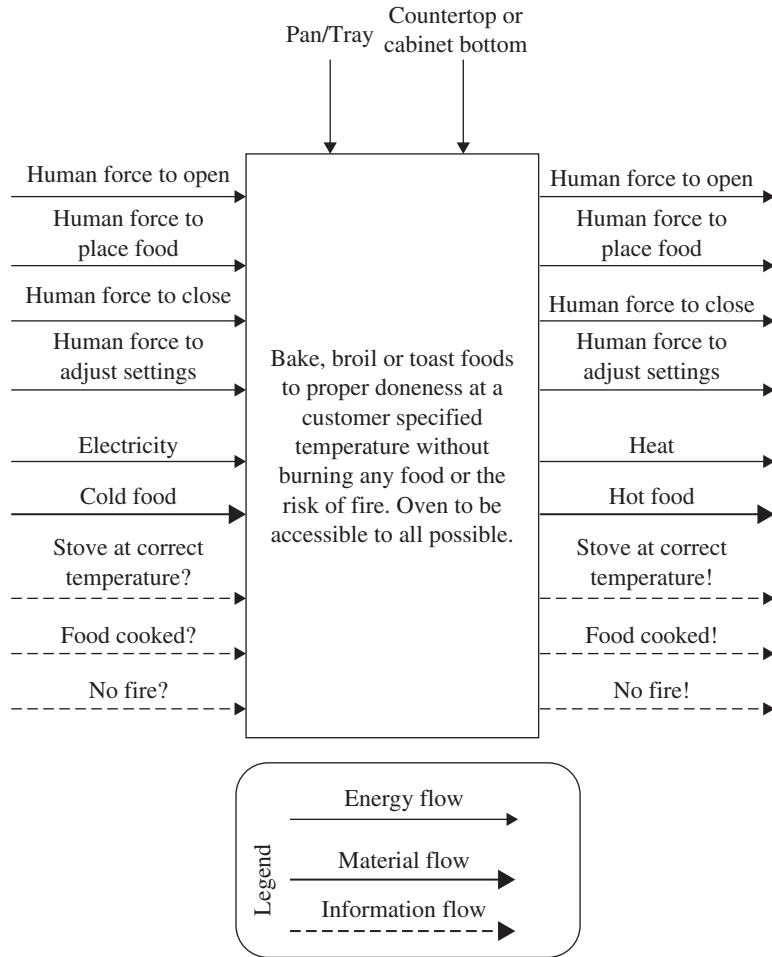 Pan/Tray
Countertop or
cabinet bottom
Human force to open
Human force to
place food
Human force to close
Human force to
adjust settings
Electricity
Cold food
Stove at correct
temperature?
Food cooked?
No fire?
Bake, broil or toast foods
to proper doneness at a
customer specified
temperature without
burning any food or the
risk of fire. Oven to be
accessible to all possible.
Human force to open
Human force to
place food
Human force to close
Human force to
adjust settings
Heat
Hot food
Stove at correct
temperature!
Food cooked!
No fire!
Legend
Energy flow
Material flow
Information flow